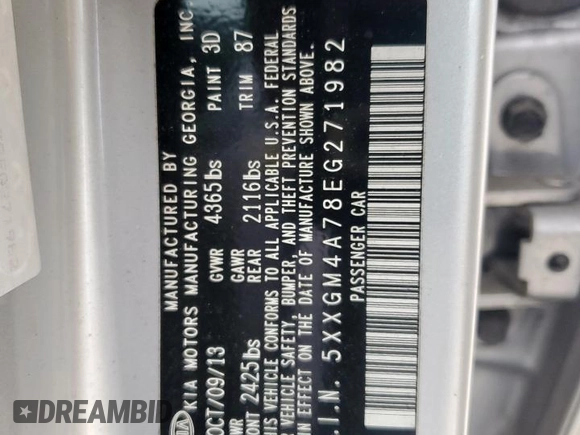 MANUFACTURED BY
KIA MOTORS MANUFACTURING GEORGIA, INC
OCT/09/13 GVWR 4365lbs PAINT 3D
GAWR
2425lbs REAR 2116lbs TRIM 87
VEHICLE CONFORMS TO ALL APPLICABLE U.S.A. FEDERAL
VEHICLE SAFETY, BUMPER, AND THEFT PREVENTION STANDARDS
IN EFFECT ON THE DATE OF MANUFACTURE SHOWN ABOVE.
.I.N. 5XXGM4A78EG271982
PASSENGER CAR
DREAMBID